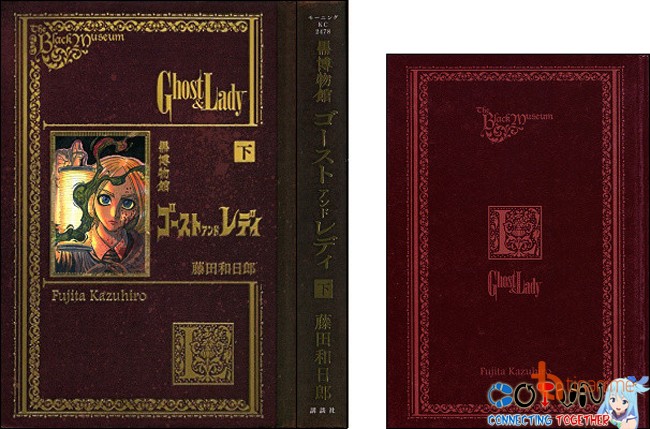 The
Black Museum
Ghost
& Lady
下
黒博物館
ゴースト アンド レディ
藤田和日郎
Fujita Kazuhiro
L
モーニング
KC
2478
黒博物館
ゴースト アンド レディ
下
藤田和日郎
講談社
The
Black Museum
L
Ghost
& Lady
Fujita Kazuhi
CONNECTING TOGETHER